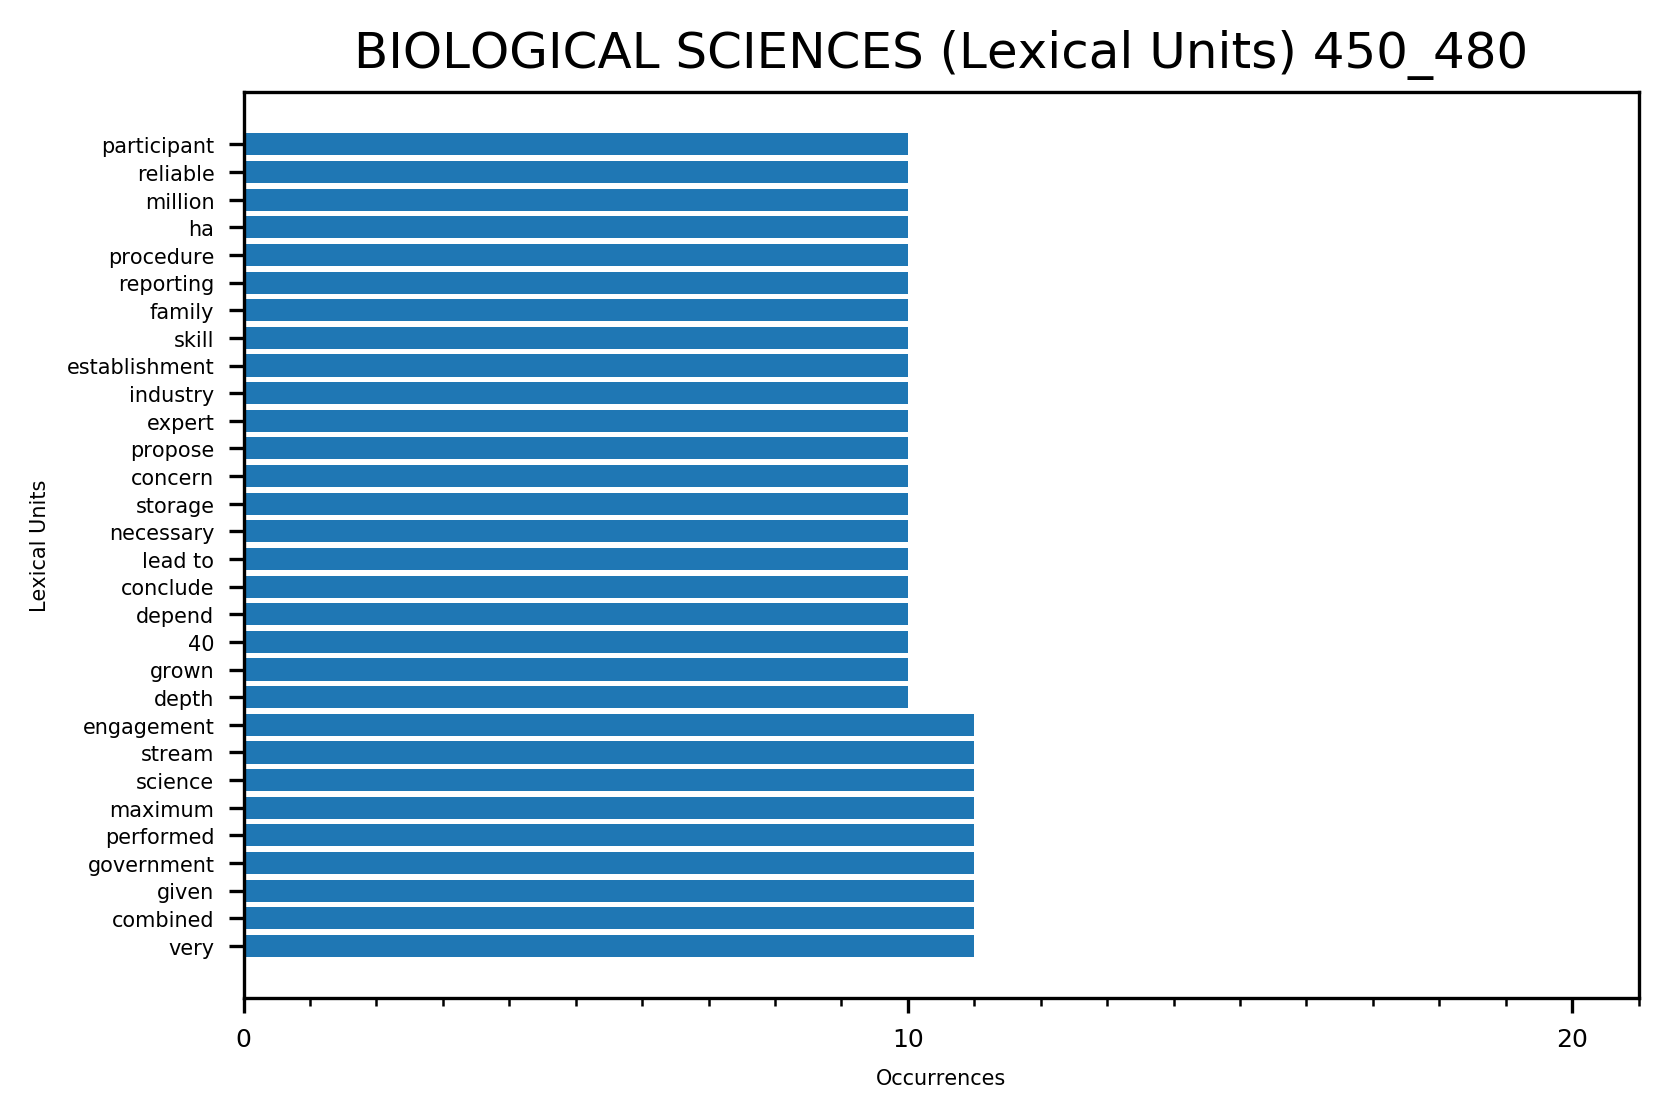 BIOLOGICAL SCIENCES (Lexical Units) 450_480
participant
reliable
million
ha
procedure
reporting
family
skill
establishment
industry
expert
propose
concern
storage
necessary
lead to
conclude
depend
40
grown
depth
engagement
stream
science
maximum
performed
government
given
combined
very
Lexical Units
0 10 20
Occurrences